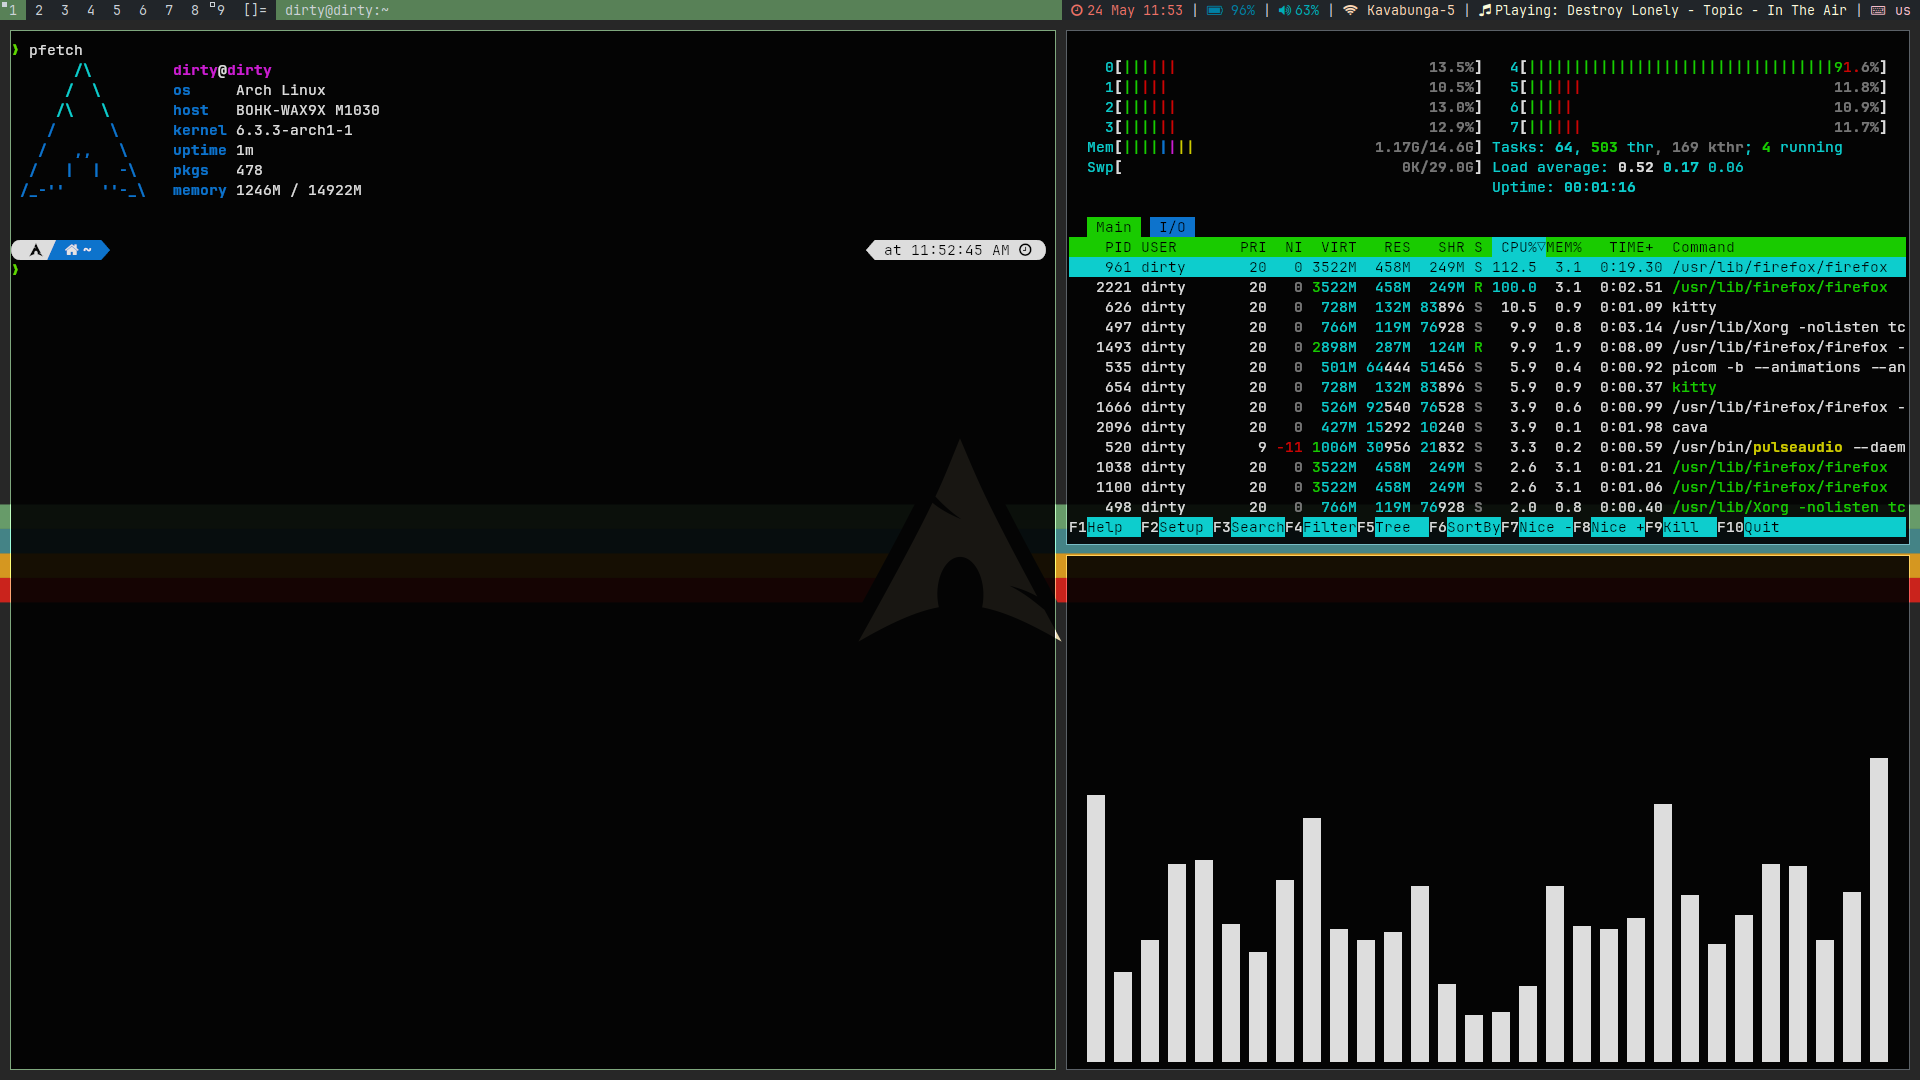 1 2 3 4 5 6 7 8 9 []= dirty@dirty:~
24 May 11:53 | 96% | 63% | Kavabunga-5 | Playing: Destroy Lonely - Topic - In The Air | us
❯ pfetch
dirty@dirty
os Arch Linux
host BOHK-WAX9X M1030
kernel 6.3.3-arch1-1
uptime 1m
pkgs 478
memory 1246M / 14922M
~ at 11:52:45 AM
❯
0[|||||| 13.5%] 4[||||||||||||||||||||||||||||||||||91.6%]
1[||||| 10.5%] 5[|||||| 11.8%]
2[|||||| 13.0%] 6[||||| 10.9%]
3[|||||| 12.9%] 7[|||||| 11.7%]
Mem[|||||||| 1.17G/14.6G] Tasks: 64, 503 thr, 169 kthr; 4 running
Swp[ 0K/29.0G] Load average: 0.52 0.17 0.06
Uptime: 00:01:16
Main I/O
PID USER PRI NI VIRT RES SHR S CPU%▽MEM% TIME+ Command
961 dirty 20 0 3522M 458M 249M S 112.5 3.1 0:19.30 /usr/lib/firefox/firefox
2221 dirty 20 0 3522M 458M 249M R 100.0 3.1 0:02.51 /usr/lib/firefox/firefox
626 dirty 20 0 728M 132M 83896 S 10.5 0.9 0:01.09 kitty
497 dirty 20 0 766M 119M 76928 S 9.9 0.8 0:03.14 /usr/lib/Xorg -nolisten tc
1493 dirty 20 0 2898M 287M 124M R 9.9 1.9 0:08.09 /usr/lib/firefox/firefox -
535 dirty 20 0 501M 64444 51456 S 5.9 0.4 0:00.92 picom -b --animations --an
654 dirty 20 0 728M 132M 83896 S 5.9 0.9 0:00.37 kitty
1666 dirty 20 0 526M 92540 76528 S 3.9 0.6 0:00.99 /usr/lib/firefox/firefox -
2096 dirty 20 0 427M 15292 10240 S 3.9 0.1 0:01.98 cava
520 dirty 9 -11 1006M 30956 21832 S 3.3 0.2 0:00.59 /usr/bin/pulseaudio --daem
1038 dirty 20 0 3522M 458M 249M S 2.6 3.1 0:01.21 /usr/lib/firefox/firefox
1100 dirty 20 0 3522M 458M 249M S 2.6 3.1 0:01.06 /usr/lib/firefox/firefox
498 dirty 20 0 766M 119M 76928 S 2.0 0.8 0:00.40 /usr/lib/Xorg -nolisten tc
F1Help F2Setup F3SearchF4FilterF5Tree F6SortByF7Nice -F8Nice +F9Kill F10Quit